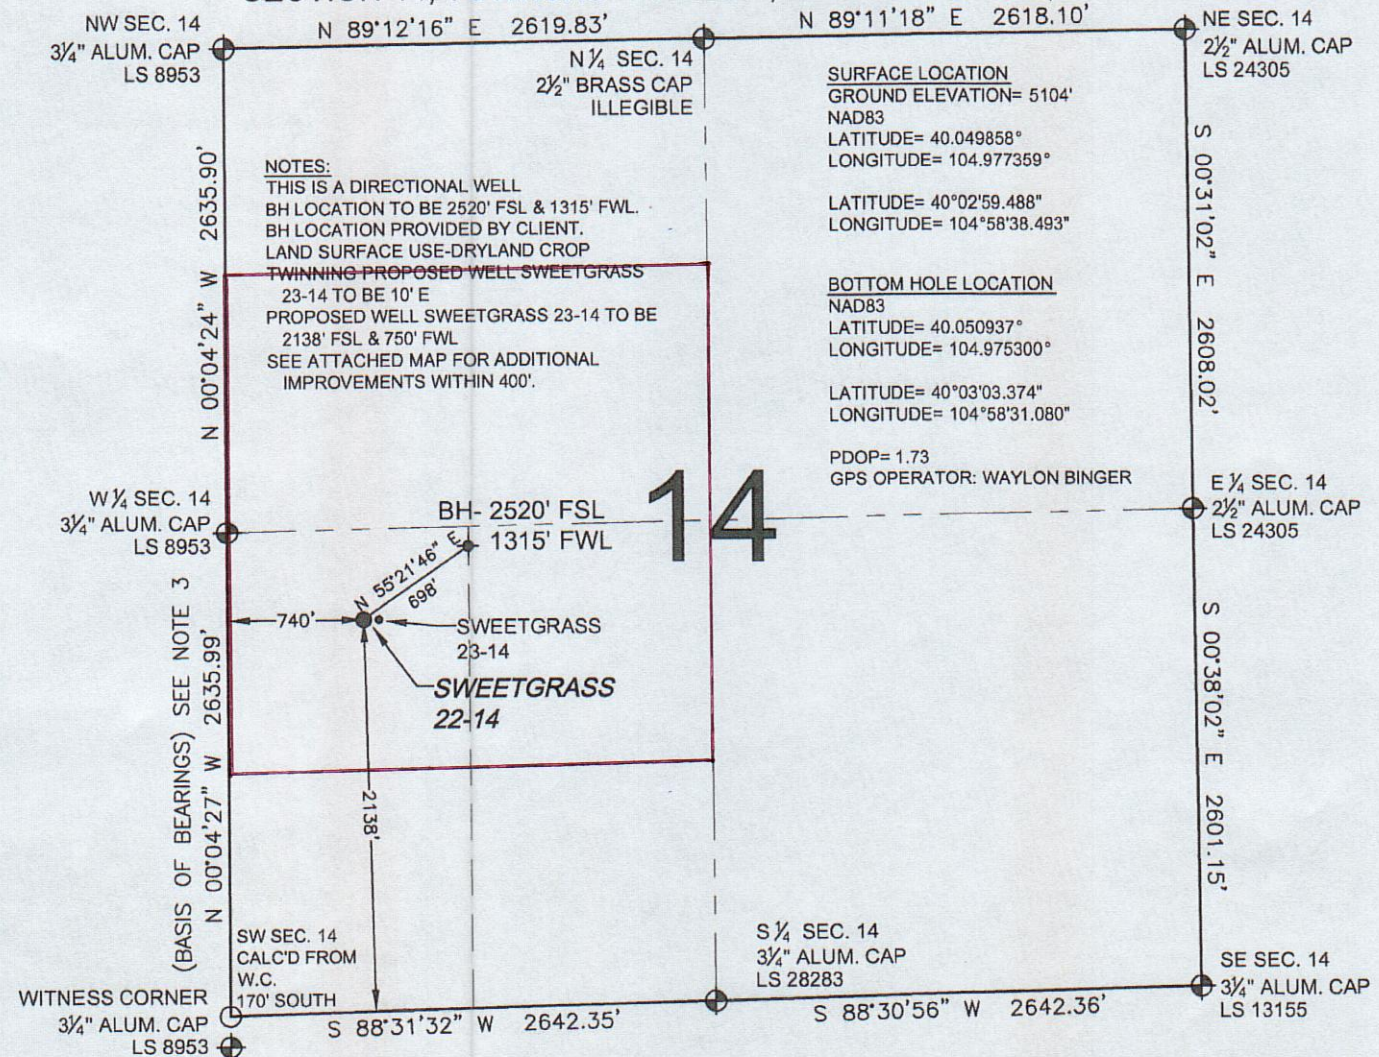 N 89°12'16" E 2619.83'
N 89°11'18" E 2618.10'
NW SEC. 14
3¼" ALUM. CAP
LS 8953
N ¼ SEC. 14
2½" BRASS CAP
ILLEGIBLE
NE SEC. 14
2½" ALUM. CAP
LS 24305
NOTES:
THIS IS A DIRECTIONAL WELL
BH LOCATION TO BE 2520' FSL & 1315' FWL.
BH LOCATION PROVIDED BY CLIENT.
LAND SURFACE USE-DRYLAND CROP
TWINNING PROPOSED WELL SWEETGRASS
23-14 TO BE 10' E
PROPOSED WELL SWEETGRASS 23-14 TO BE
2138' FSL & 750' FWL
SEE ATTACHED MAP FOR ADDITIONAL
IMPROVEMENTS WITHIN 400'.
SURFACE LOCATION
GROUND ELEVATION= 5104'
NAD83
LATITUDE= 40.049858°
LONGITUDE= 104.977359°
LATITUDE= 40°02'59.488"
LONGITUDE= 104°58'38.493"
BOTTOM HOLE LOCATION
NAD83
LATITUDE= 40.050937°
LONGITUDE= 104.975300°
LATITUDE= 40°03'03.374"
LONGITUDE= 104°58'31.080"
PDOP= 1.73
GPS OPERATOR: WAYLON BINGER
N 00°04'24" W 2635.90'
S 00°31'02" E 2608.02'
W ¼ SEC. 14
3¼" ALUM. CAP
LS 8953
BH- 2520' FSL
1315' FWL
14
E ¼ SEC. 14
2½" ALUM. CAP
LS 24305
N 55°21'46" E
698'
740'
SWEETGRASS
23-14
SWEETGRASS
22-14
2138'
(BASIS OF BEARINGS) SEE NOTE 3
N 00°04'27" W 2635.99'
S 00°38'02" E 2601.15'
SW SEC. 14
CALC'D FROM
W.C.
170' SOUTH
WITNESS CORNER
3¼" ALUM. CAP
LS 8953
S 88°31'32" W 2642.35'
S ¼ SEC. 14
3¼" ALUM. CAP
LS 28283
S 88°30'56" W 2642.36'
SE SEC. 14
3¼" ALUM. CAP
LS 13155